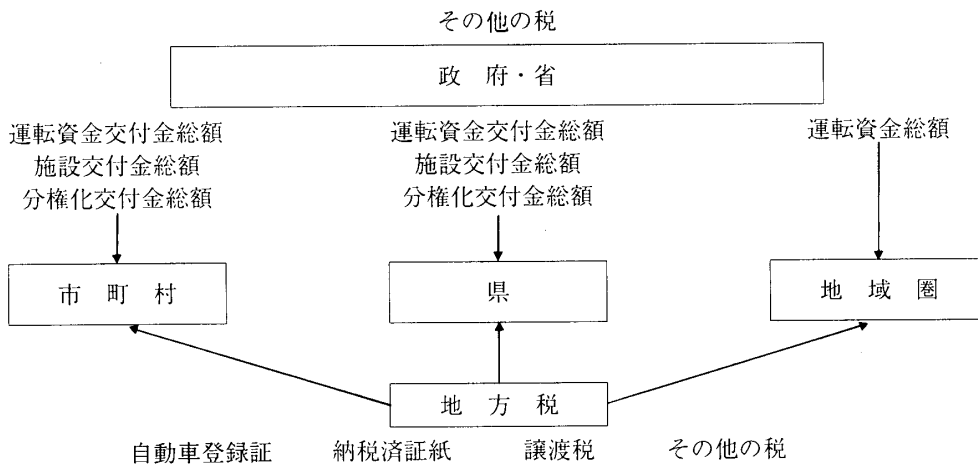 その他の税
政府・省
運転資金交付金総額
施設交付金総額
分権化交付金総額
運転資金交付金総額
施設交付金総額
分権化交付金総額
運転資金総額
市町村
県
地域圏
地方税
自動車登録証 納税済証紙 譲渡税 その他の税